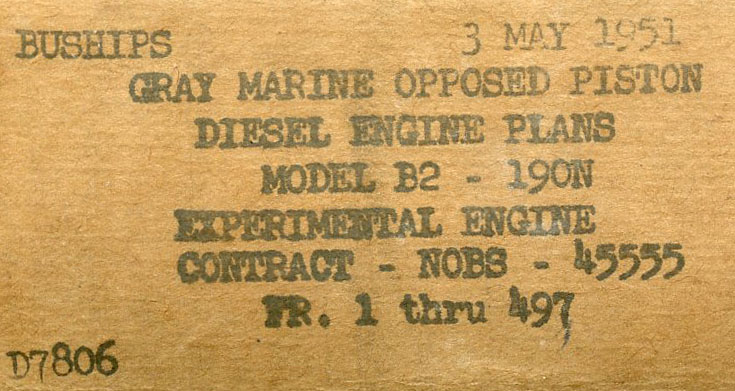 BUSHIPS 3 MAY 1951
GRAY MARINE OPPOSED PISTON
DIESEL ENGINE PLANS
MODEL B2 - 190N
EXPERIMENTAL ENGINE
CONTRACT - NOBS - 45555
FR. 1 thru 497
D7806